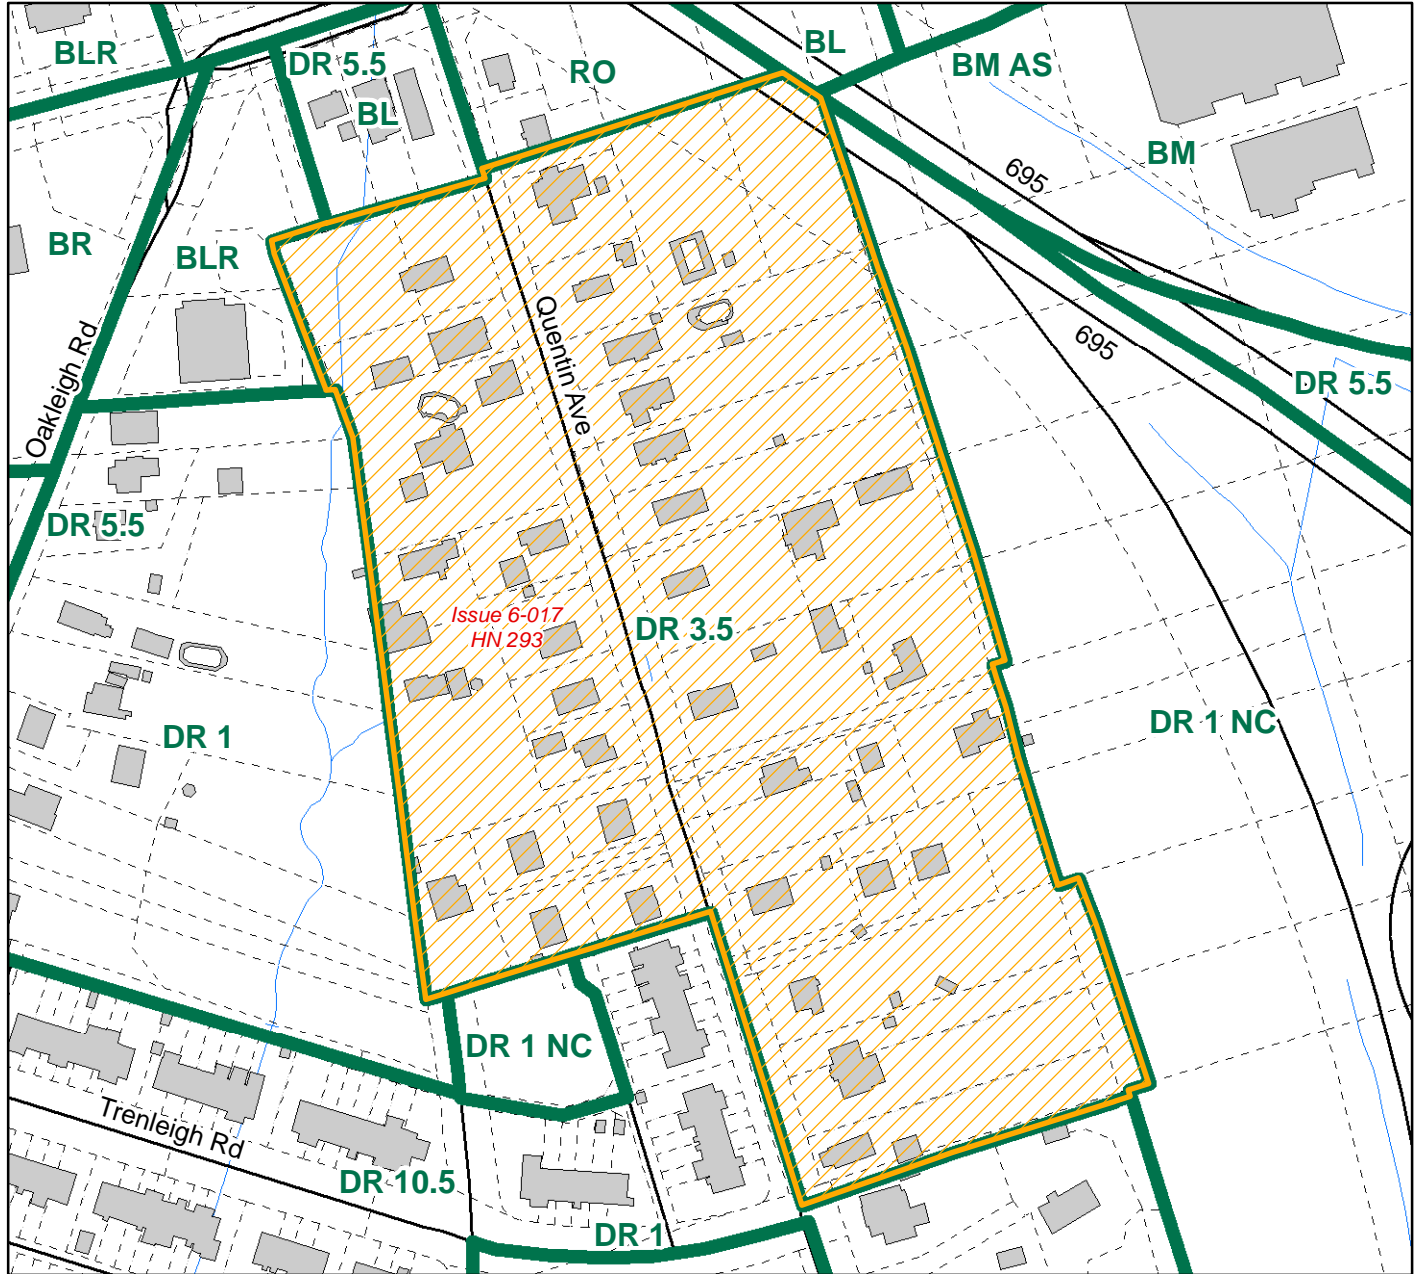 BLR
DR 5.5
BL
RO
BL
BM AS
BM
695
BR
BLR
Quentin Ave
Oakleigh Rd
695
DR 5.5
DR 5.5
Issue 6-017
HN 293
DR 3.5
DR 1
DR 1 NC
DR 1 NC
Trenleigh Rd
DR 10.5
DR 1